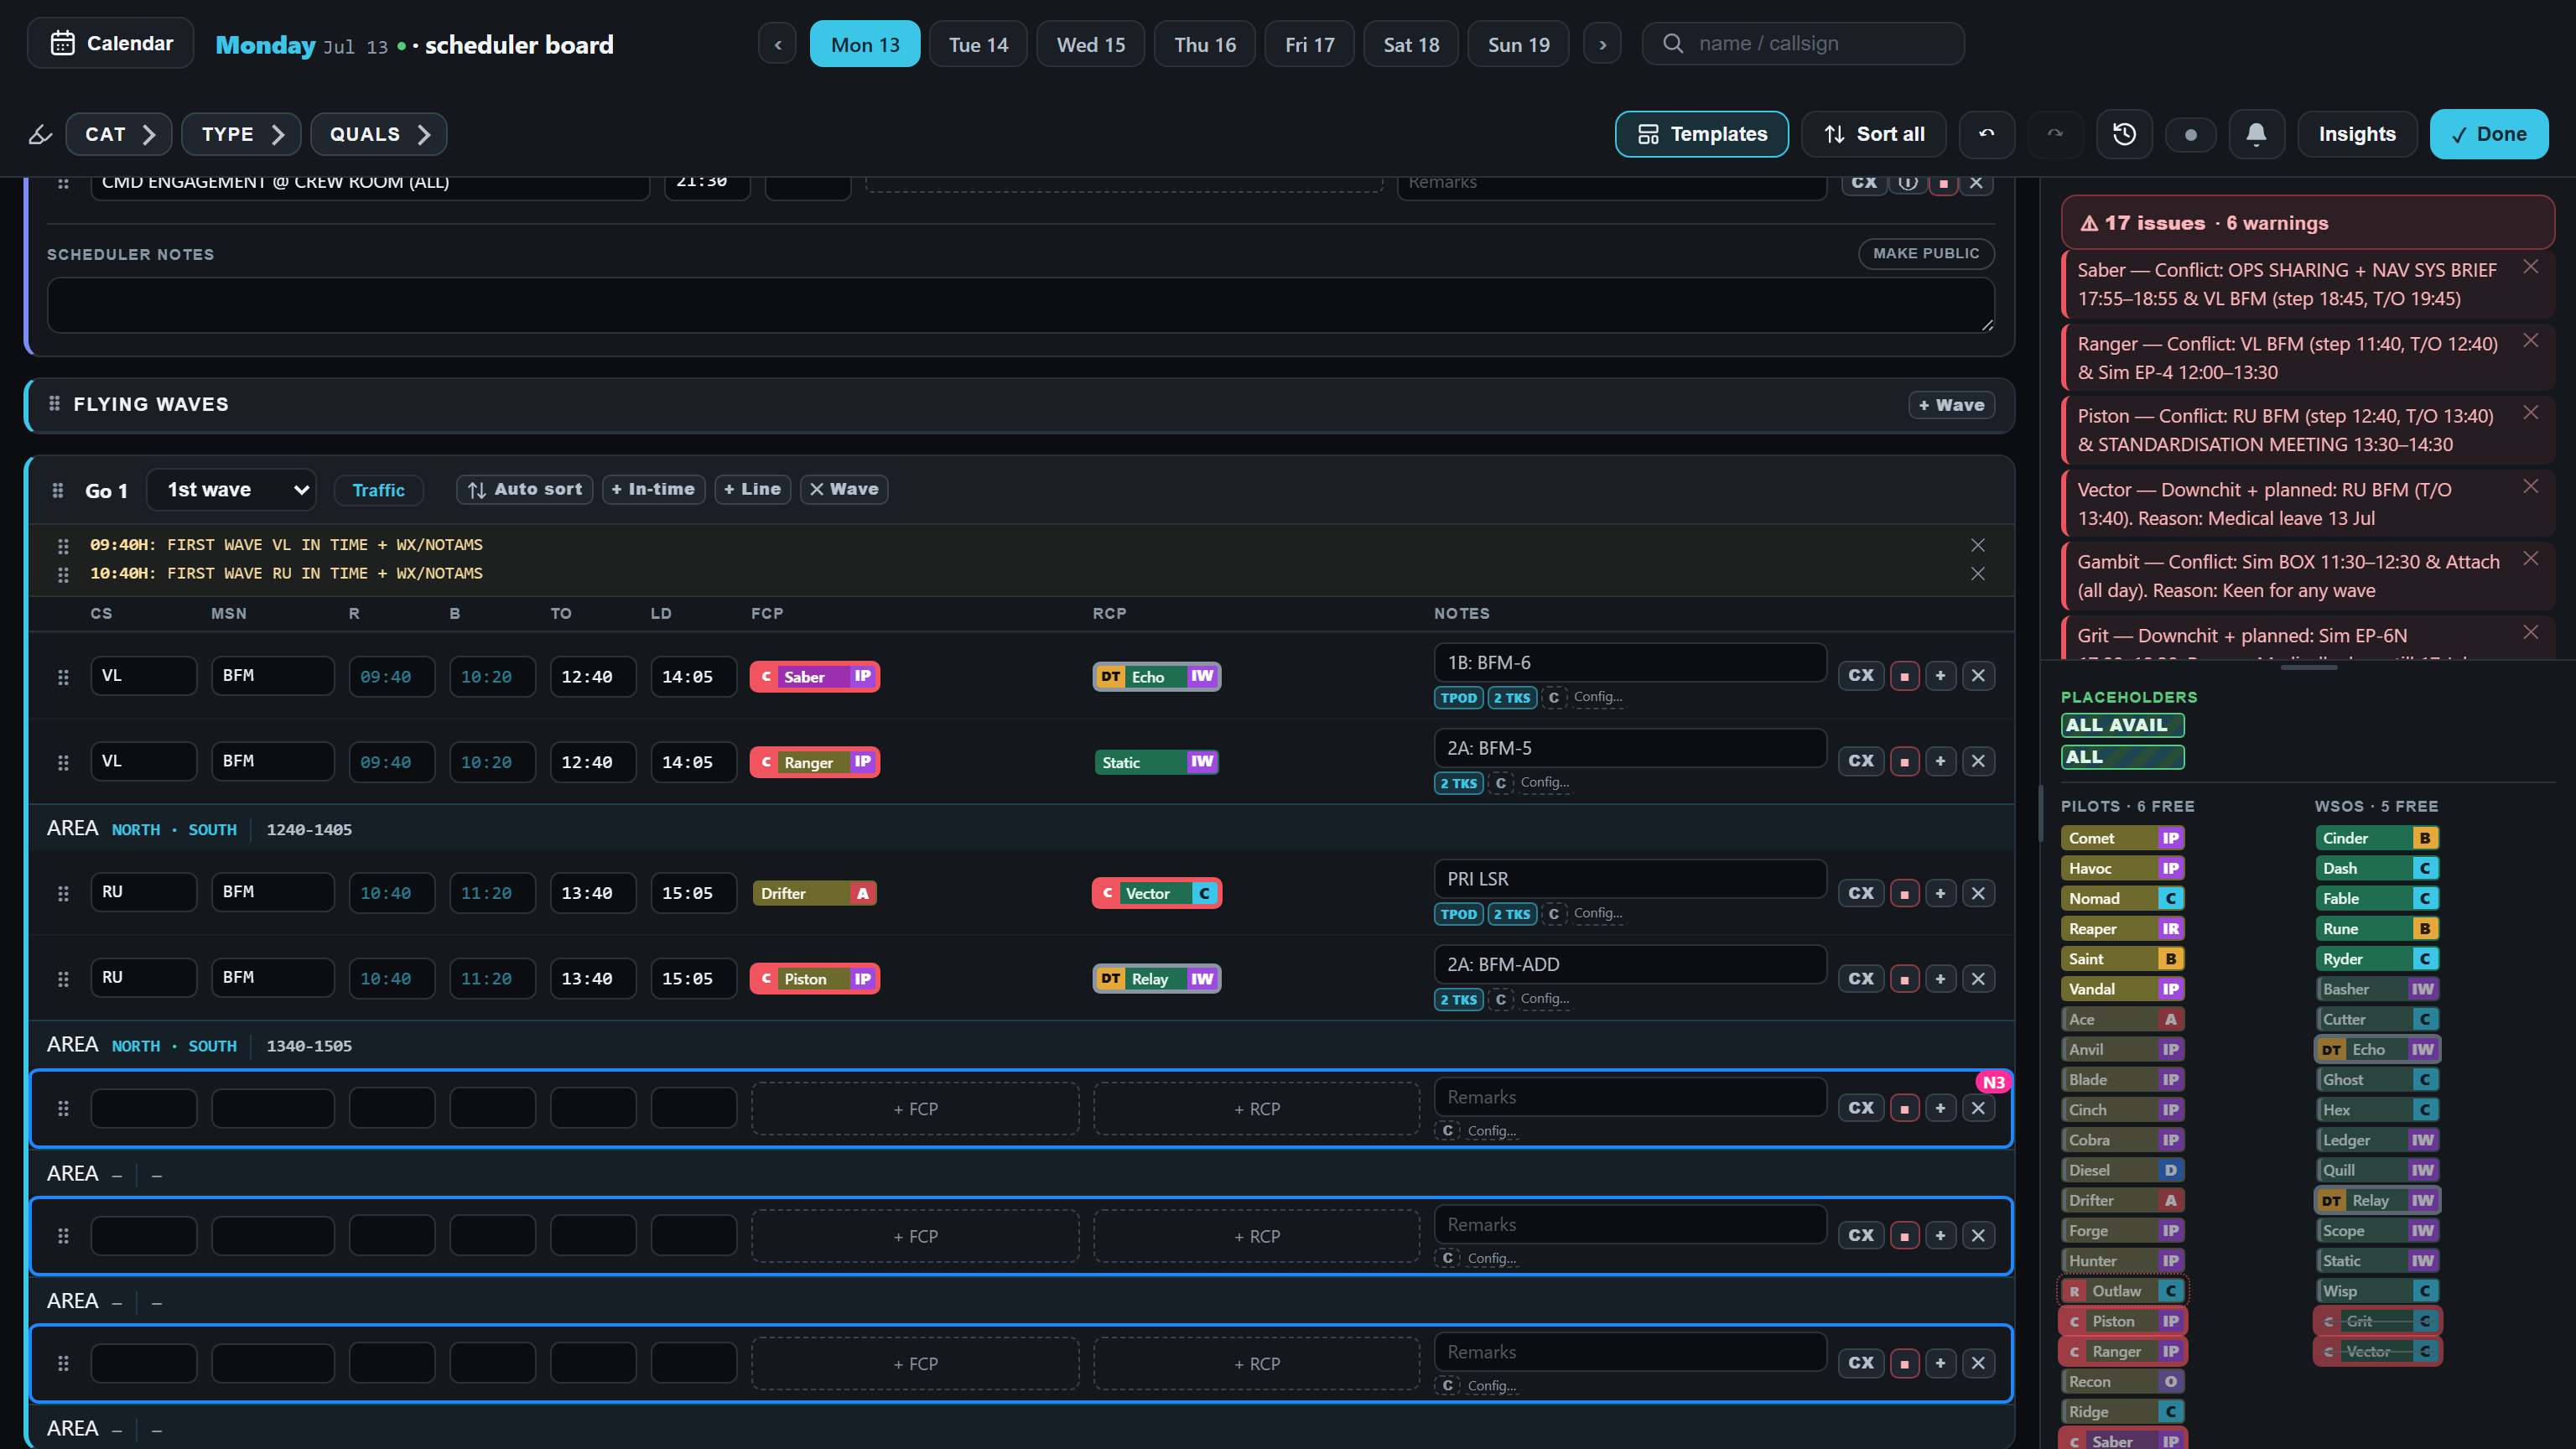 Calendar
Monday Jul 13 • · scheduler board
Mon 13
Tue 14
Wed 15
Thu 16
Fri 17
Sat 18
Sun 19
name / callsign
CAT
TYPE
QUALS
Templates
Sort all
Insights
✓ Done
CMD ENGAGEMENT @ CREW ROOM (ALL)
21:30
Remarks
CX
SCHEDULER NOTES
MAKE PUBLIC
FLYING WAVES
+ Wave
Go 1
1st wave
Traffic
Auto sort
+ In-time
+ Line
× Wave
09:40H: FIRST WAVE VL IN TIME + WX/NOTAMS
10:40H: FIRST WAVE RU IN TIME + WX/NOTAMS
CS MSN R B TO LD FCP RCP NOTES
VL BFM 09:40 10:20 12:40 14:05 C Saber IP DT Echo IW 1B: BFM-6 CX
TPOD 2 TKS C Config...
VL BFM 09:40 10:20 12:40 14:05 C Ranger IP Static IW 2A: BFM-5 CX
2 TKS C Config...
AREA NORTH · SOUTH 1240-1405
RU BFM 10:40 11:20 13:40 15:05 Drifter A C Vector C PRI LSR CX
TPOD 2 TKS C Config...
RU BFM 10:40 11:20 13:40 15:05 C Piston IP DT Relay IW 2A: BFM-ADD CX
2 TKS C Config...
AREA NORTH · SOUTH 1340-1505
N3
+ FCP + RCP Remarks CX
C Config...
AREA – –
+ FCP + RCP Remarks CX
C Config...
AREA – –
+ FCP + RCP Remarks CX
C Config...
AREA – –
⚠ 17 issues · 6 warnings
Saber — Conflict: OPS SHARING + NAV SYS BRIEF
17:55–18:55 & VL BFM (step 18:45, T/O 19:45)
Ranger — Conflict: VL BFM (step 11:40, T/O 12:40)
& Sim EP-4 12:00–13:30
Piston — Conflict: RU BFM (step 12:40, T/O 13:40)
& STANDARDISATION MEETING 13:30–14:30
Vector — Downchit + planned: RU BFM (T/O
13:40). Reason: Medical leave 13 Jul
Gambit — Conflict: Sim BOX 11:30–12:30 & Attach
(all day). Reason: Keen for any wave
Grit — Downchit + planned: Sim EP-6N
PLACEHOLDERS
ALL AVAIL
ALL
PILOTS · 6 FREE
Comet IP
Havoc IP
Nomad C
Reaper IR
Saint B
Vandal IP
Ace A
Anvil IP
Blade IP
Cinch IP
Cobra IP
Diesel D
Drifter A
Forge IP
Hunter IP
R Outlaw C
C Piston IP
C Ranger IP
Recon O
Ridge C
C Saber IP
WSOS · 5 FREE
Cinder B
Dash C
Fable C
Rune B
Ryder C
Basher IW
Cutter C
DT Echo IW
Ghost C
Hex C
Ledger IW
Quill IW
DT Relay IW
Scope IW
Static IW
Wisp C
C Grit C
C Vector C